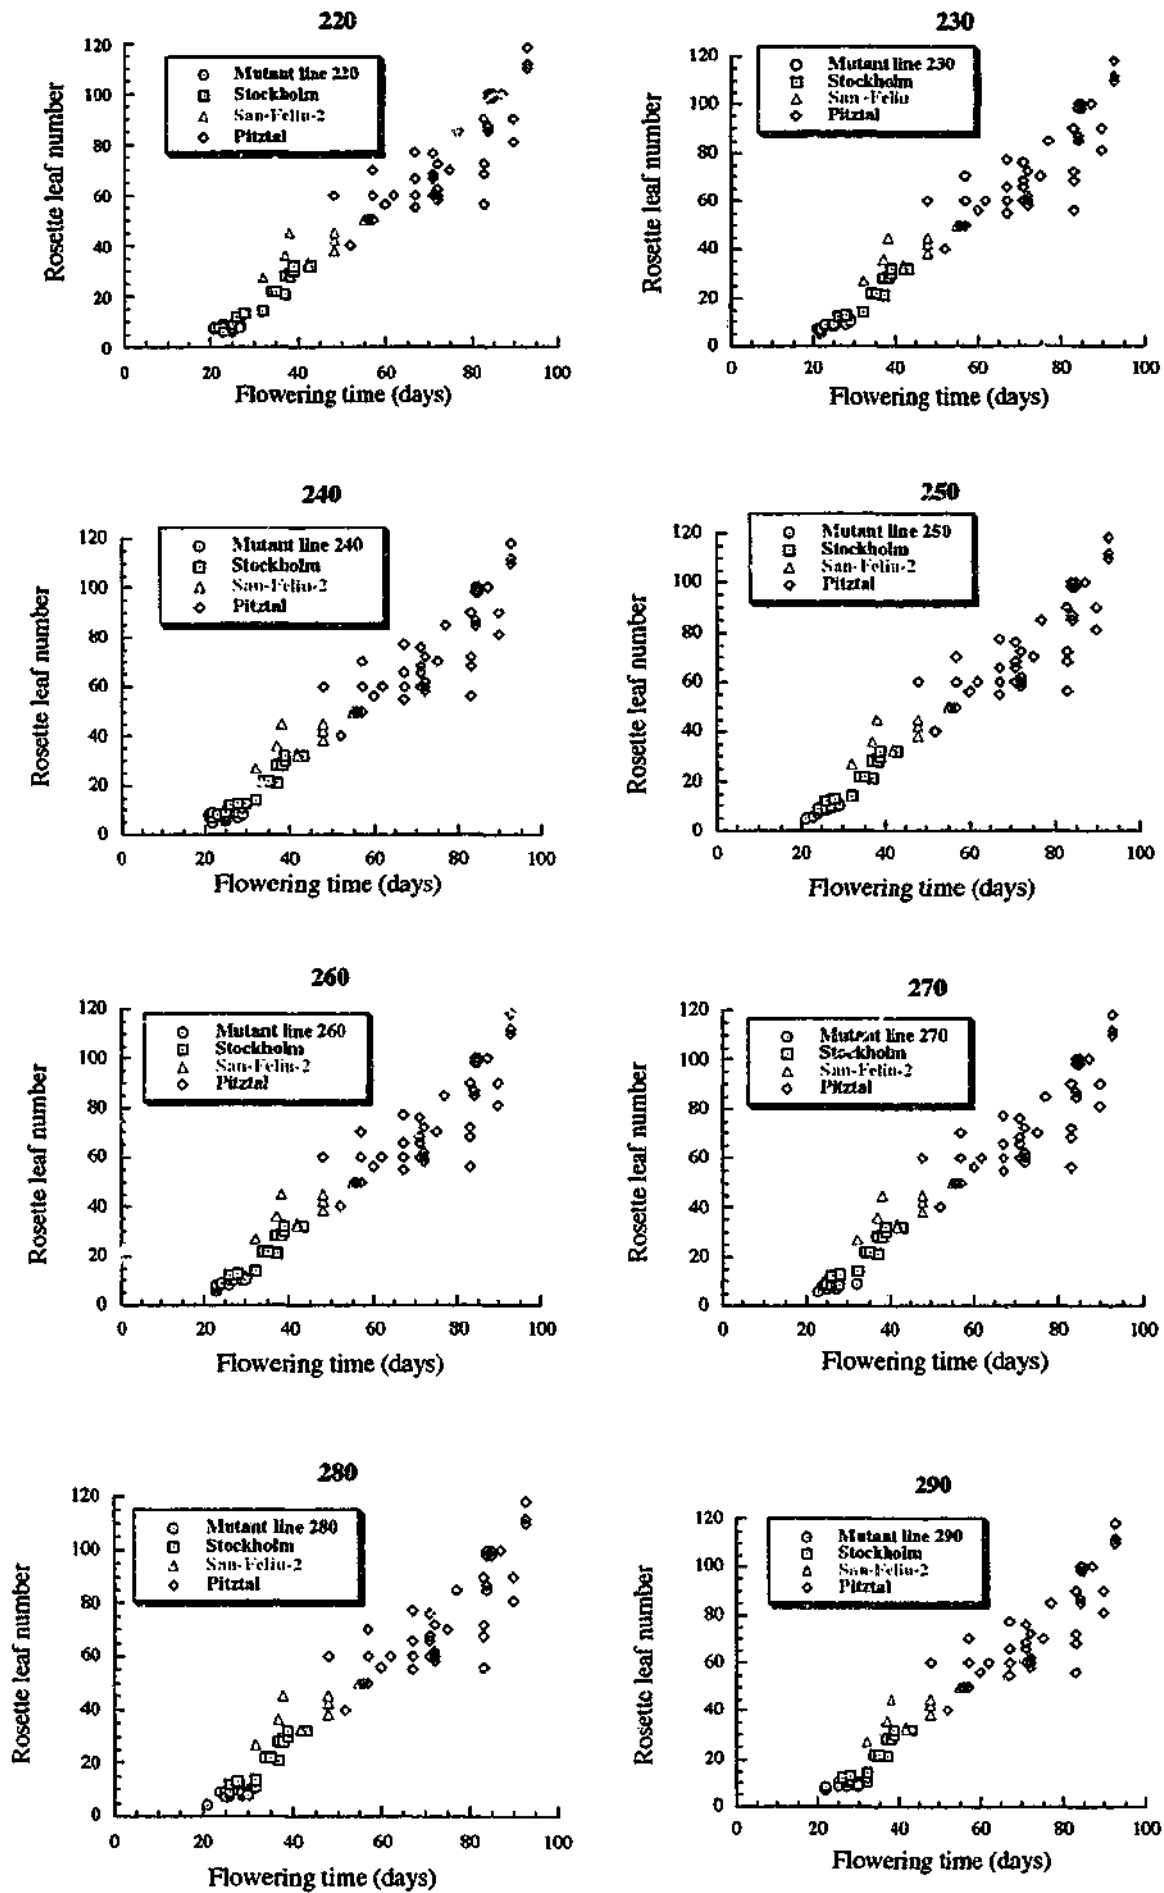 220
120
100
80
60
40
20
0
Rosette leaf number
Mutant line 220
Stockholm
San-Feliu-2
Pitztal
0 20 40 60 80 100
Flowering time (days)
230
120
100
80
60
40
20
0
Rosette leaf number
Mutant line 230
Stockholm
San-Feliu
Pitztal
0 20 40 60 80 100
Flowering time (days)
240
120
100
80
60
40
20
0
Rosette leaf number
Mutant line 240
Stockholm
San-Feliu-2
Pitztal
0 20 40 60 80 100
Flowering time (days)
250
120
100
80
60
40
20
0
Rosette leaf number
Mutant line 250
Stockholm
San-Feliu-2
Pitztal
0 20 40 60 80 100
Flowering time (days)
260
120
100
80
60
40
20
0
Rosette leaf number
Mutant line 260
Stockholm
San-Feliu-2
Pitztal
0 20 40 60 80 100
Flowering time (days)
270
120
100
80
60
40
20
0
Rosette leaf number
Mutant line 270
Stockholm
San-Feliu-2
Pitztal
0 20 40 60 80 100
Flowering time (days)
280
120
100
80
60
40
20
0
Rosette leaf number
Mutant line 280
Stockholm
San-Feliu-2
Pitztal
0 20 40 60 80 100
Flowering time (days)
290
120
100
80
60
40
20
0
Rosette leaf number
Mutant line 290
Stockholm
San-Feliu-2
Pitztal
0 20 40 60 80 100
Flowering time (days)